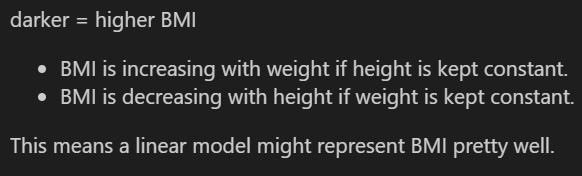 darker = higher BMI
• BMI is increasing with weight if height is kept constant.
• BMI is decreasing with height if weight is kept constant.
This means a linear model might represent BMI pretty well.